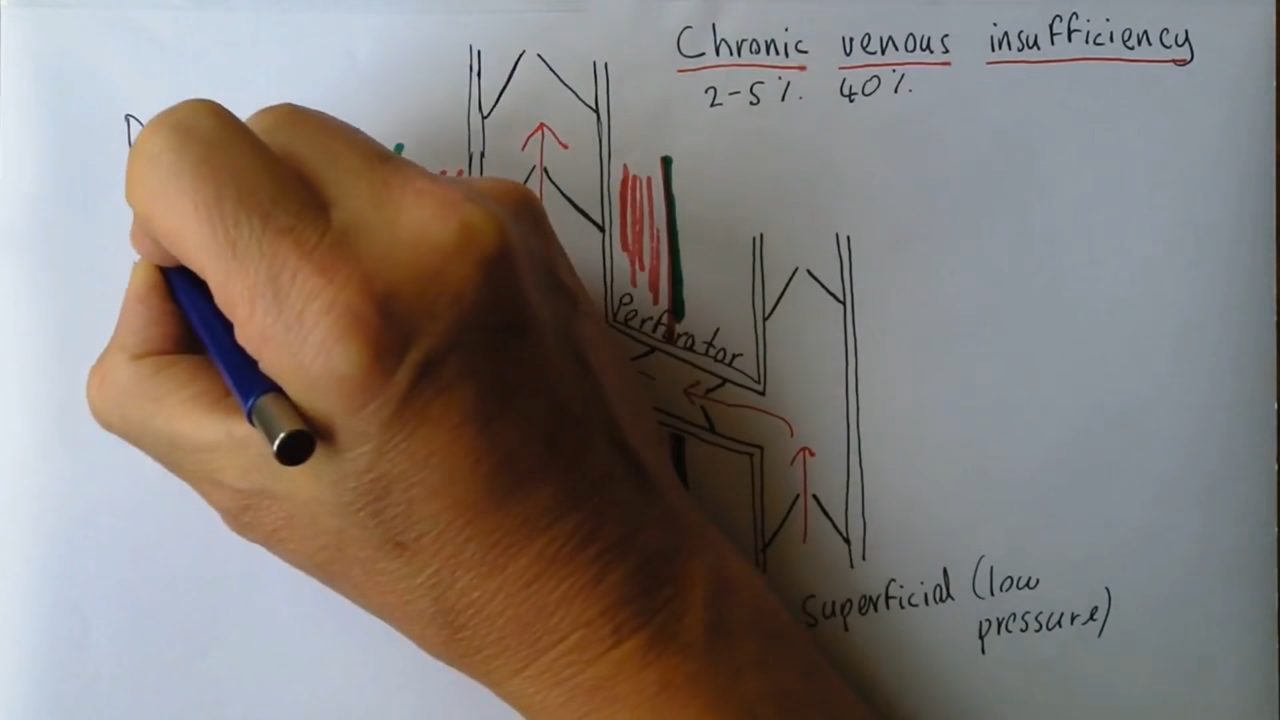 Chronic venous insufficiency
2-5%. 40%.
Perforator
Superficial (low
pressure)